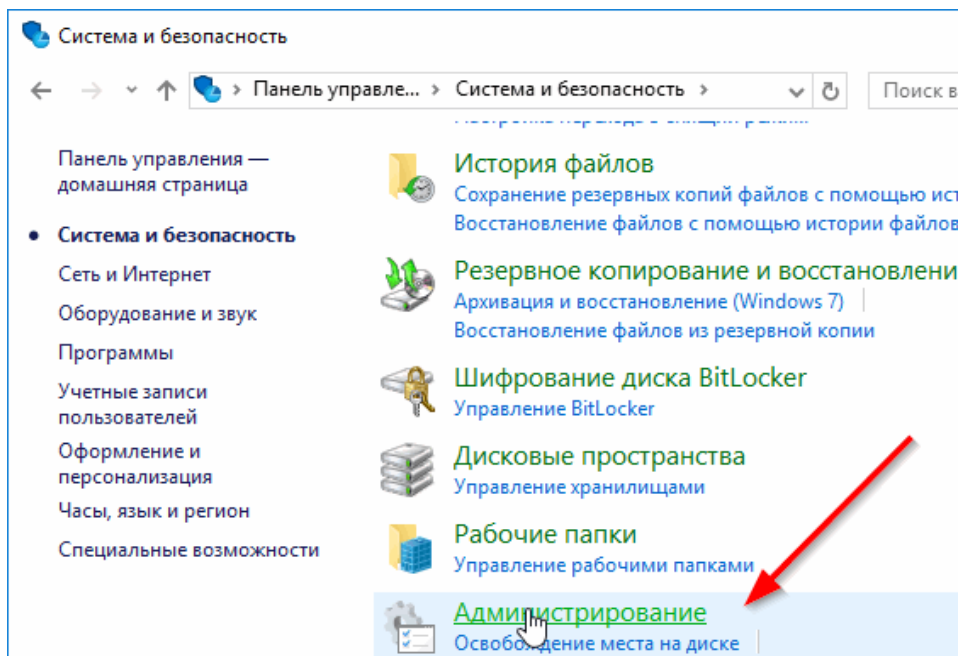 Система и безопасность
Панель управле... › Система и безопасность ›
Поиск в
Панель управления —
домашняя страница
Система и безопасность
Сеть и Интернет
Оборудование и звук
Программы
Учетные записи
пользователей
Оформление и
персонализация
Часы, язык и регион
Специальные возможности
История файлов
Сохранение резервных копий файлов с помощью ист
Восстановление файлов с помощью истории файлов
Резервное копирование и восстановлени
Архивация и восстановление (Windows 7)
Восстановление файлов из резервной копии
Шифрование диска BitLocker
Управление BitLocker
Дисковые пространства
Управление хранилищами
Рабочие папки
Управление рабочими папками
Администрирование
Освобождение места на диске